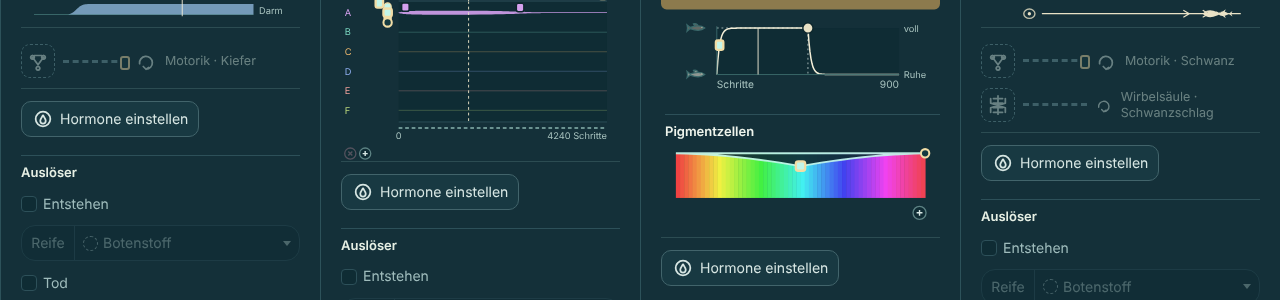 Darm
Motorik · Kiefer
Hormone einstellen
Auslöser
Entstehen
Reife
Botenstoff
Tod
A
B
C
D
E
F
0
4240 Schritte
Hormone einstellen
Auslöser
Entstehen
voll
Ruhe
Schritte
900
Pigmentzellen
Hormone einstellen
Motorik · Schwanz
Wirbelsäule ·
Schwanzschlag
Hormone einstellen
Auslöser
Entstehen
Reife
Botenstoff